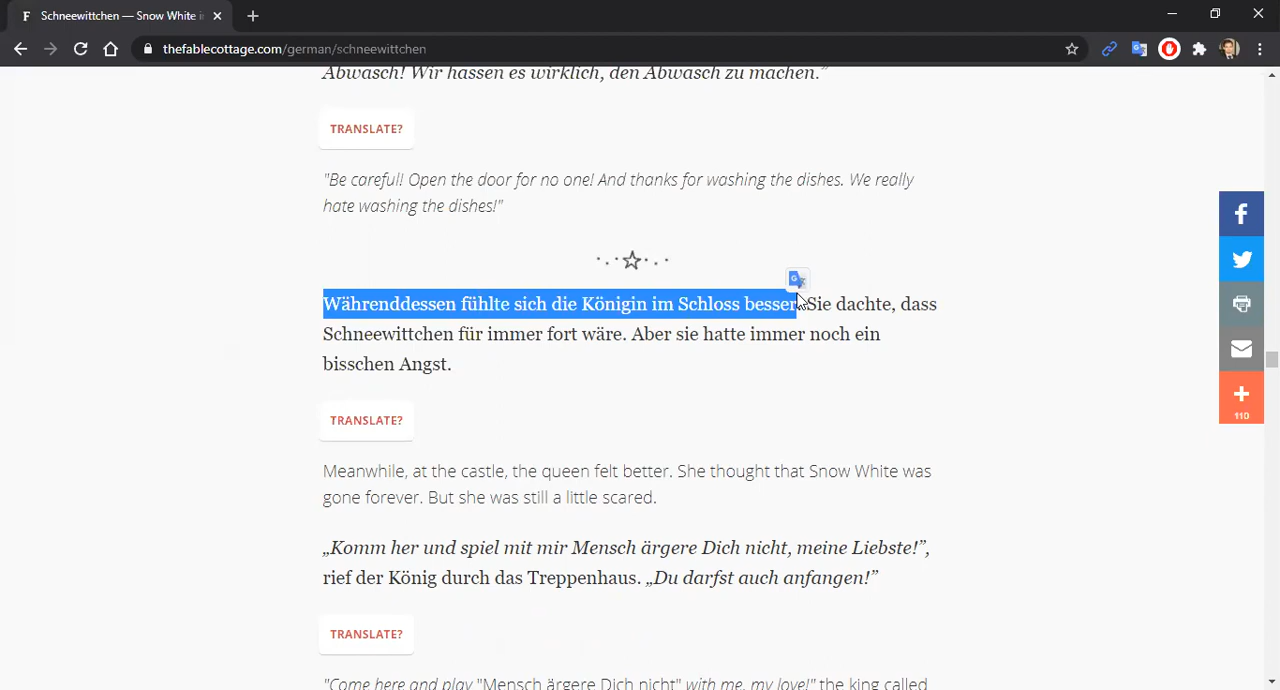 F Schneewittchen — Snow White i
thefablecottage.com/german/schneewittchen
Abwasch! Wir hassen es wirklich, den Abwasch zu machen.”
TRANSLATE?
"Be careful! Open the door for no one! And thanks for washing the dishes. We really
hate washing the dishes!"
Währenddessen fühlte sich die Königin im Schloss besser. Sie dachte, dass
Schneewittchen für immer fort wäre. Aber sie hatte immer noch ein
bisschen Angst.
TRANSLATE?
Meanwhile, at the castle, the queen felt better. She thought that Snow White was
gone forever. But she was still a little scared.
„Komm her und spiel mit mir Mensch ärgere Dich nicht, meine Liebste!”,
rief der König durch das Treppenhaus. „Du darfst auch anfangen!”
TRANSLATE?
"Come here and play "Mensch ärgere Dich nicht" with me, my love!" the king called
110